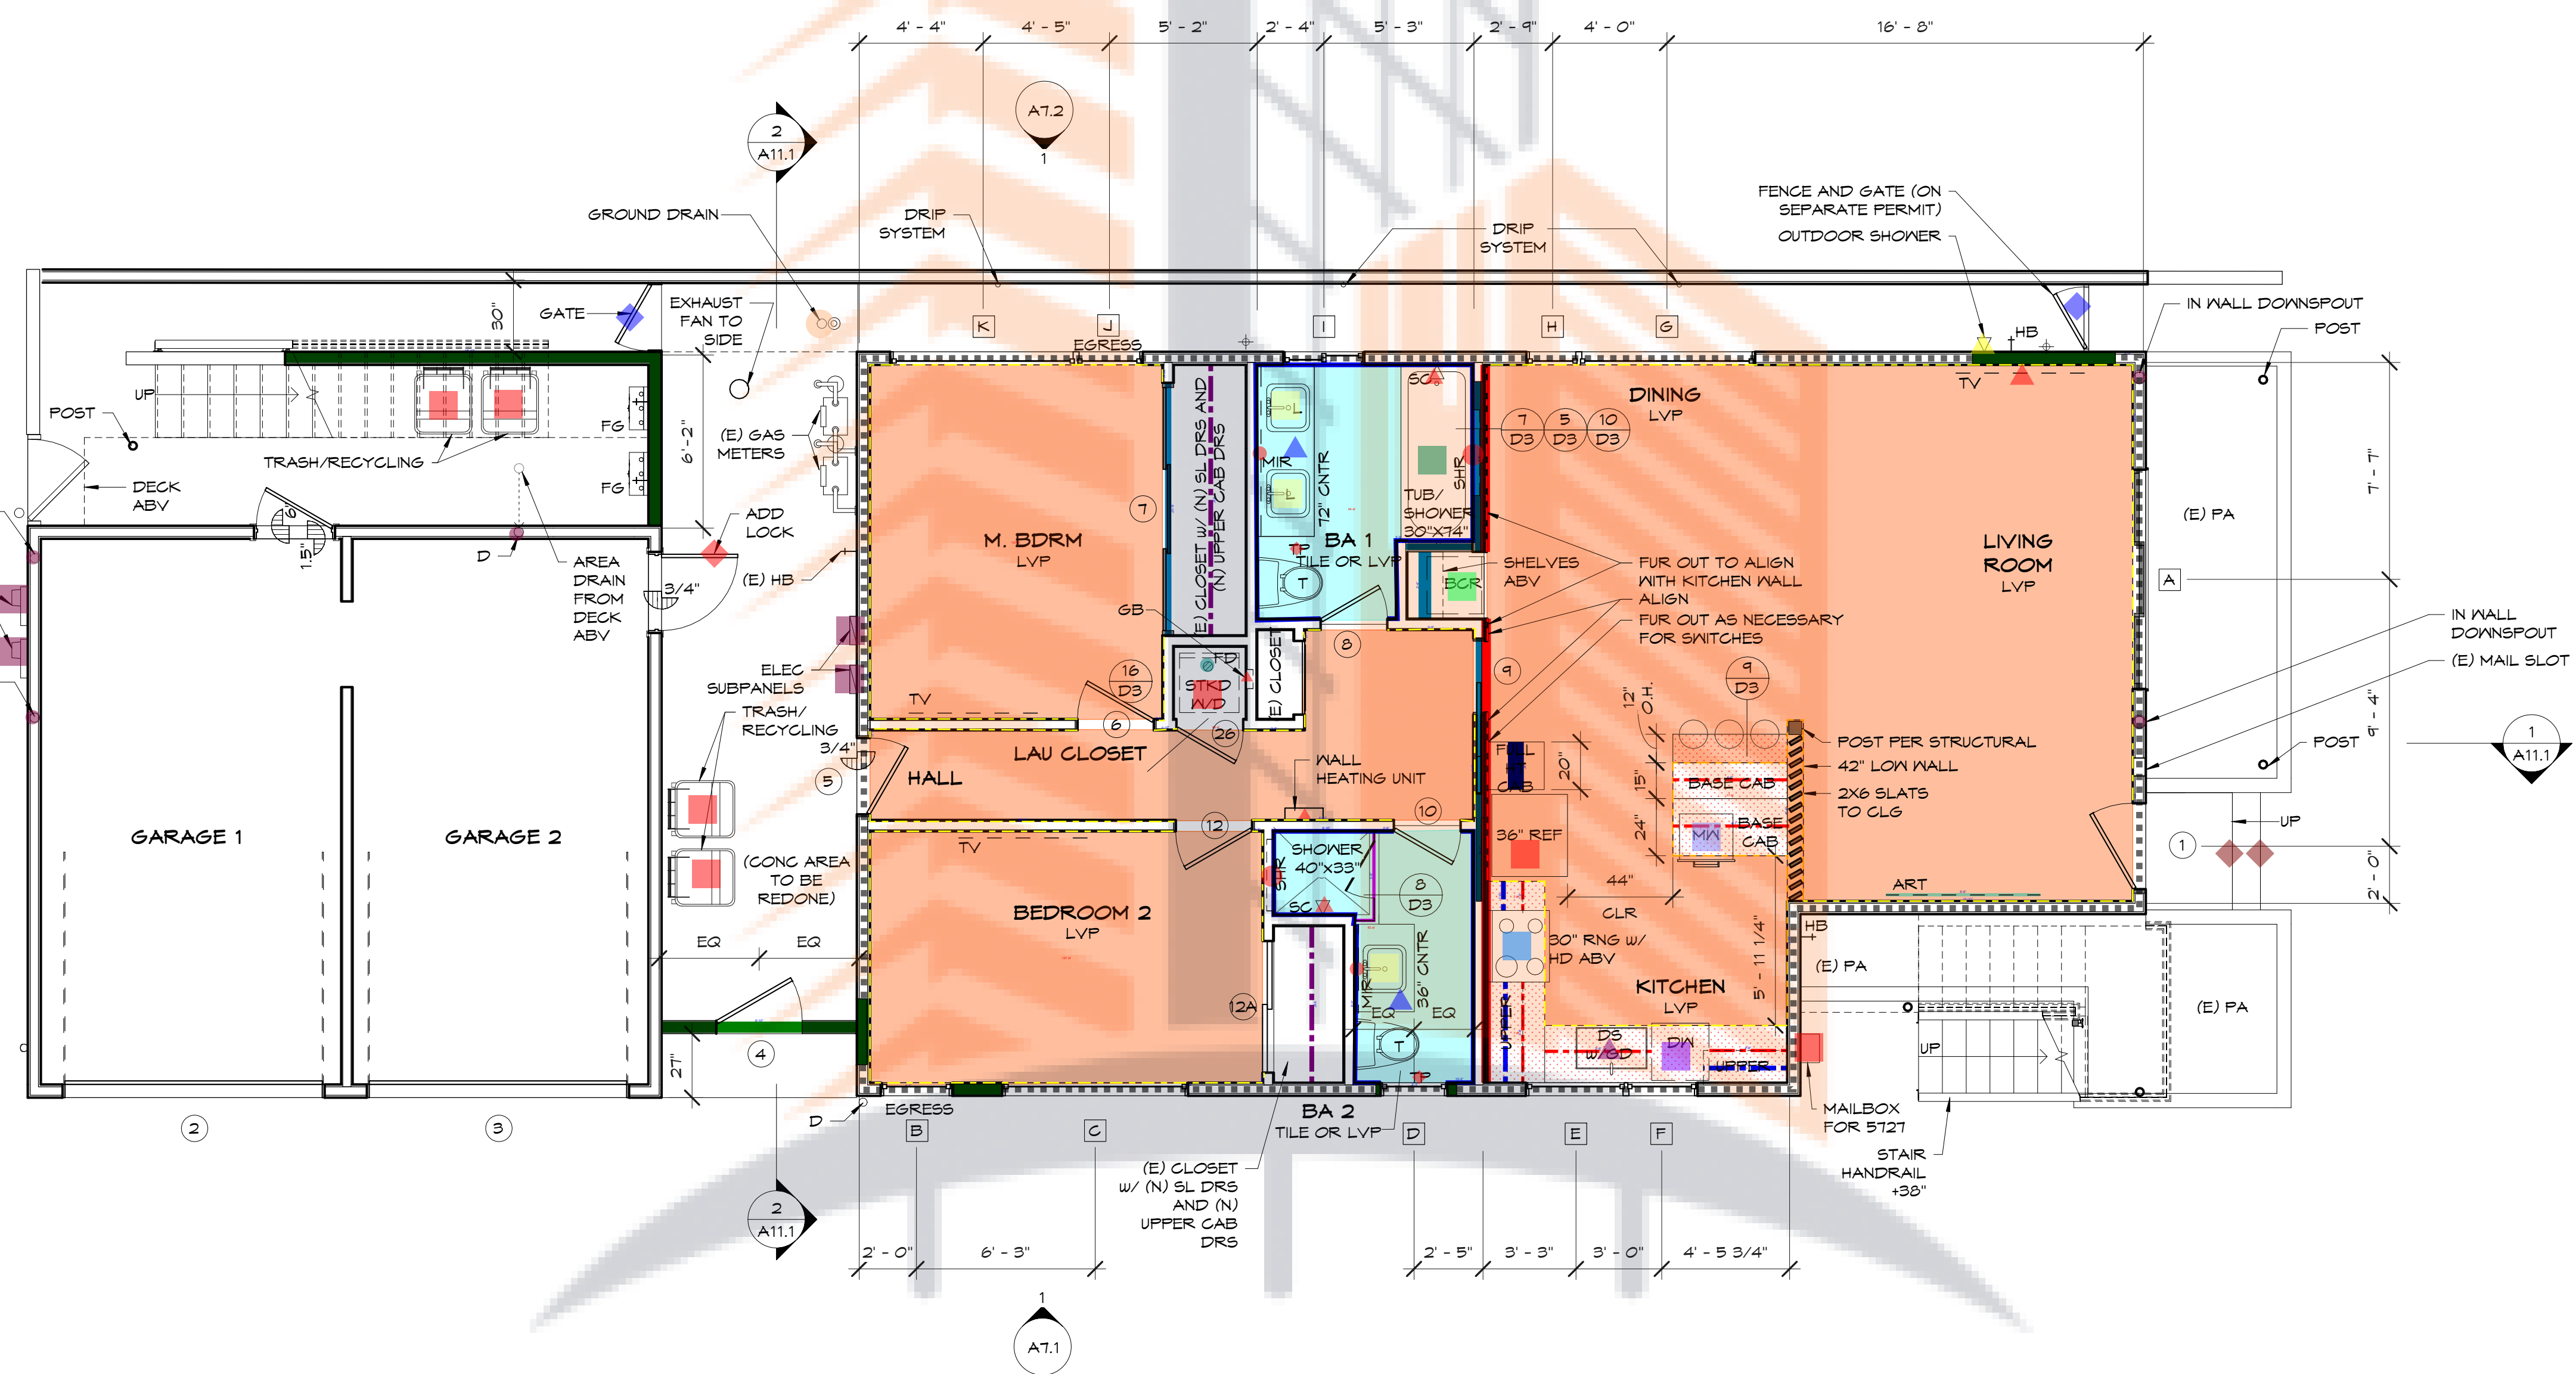 4' - 4"
4' - 5"
5' - 2"
2' - 4"
5' - 3"
2' - 9"
4' - 0"
16' - 8"
A7.2
1
2
A11.1
GROUND DRAIN
DRIP
SYSTEM
DRIP
SYSTEM
FENCE AND GATE (ON
SEPARATE PERMIT)
OUTDOOR SHOWER
IN WALL DOWNSPOUT
POST
HB
GATE
30"
EXHAUST
FAN TO
SIDE
K
J
I
H
G
EGRESS
UP
POST
FG
FG
TRASH/RECYCLING
DECK
ABV
6' - 2"
(E) GAS
METERS
ADD
LOCK
(E) HB
3/4"
6"
1.5"
D
AREA
DRAIN
FROM
DECK
ABV
GARAGE 1
GARAGE 2
ELEC
SUBPANELS
TRASH/
RECYCLING
3/4"
5
(CONC AREA
TO BE
REDONE)
EQ
EQ
27"
4
2
3
D
M. BDRM
LVP
7
TV
16
D3
6
(E) CLOSET w/ (N) SL DRS AND
(N) UPPER CAB DRS
GB
FD
STKD
W/D
26
(E) CLOSET
LAU CLOSET
HALL
L
L
MIR
72" CNTR
TP
T
BA 1
TILE OR LVP
SC
SHR
TUB/
SHOWER
30"X74"
BCR
8
9
7
D3
5
D3
10
D3
SHELVES
ABV
FUR OUT TO ALIGN
WITH KITCHEN WALL
ALIGN
FUR OUT AS NECESSARY
FOR SWITCHES
DINING
LVP
TV
LIVING
ROOM
LVP
(E) PA
7' - 7"
A
IN WALL
DOWNSPOUT
(E) MAIL SLOT
9' - 4"
POST
1
A11.1
UP
1
2' - 0"
9
D3
12"
O.H.
POST PER STRUCTURAL
42" LOW WALL
2X6 SLATS
TO CLG
BASE CAB
BASE
CAB
MW
15"
24"
20"
CAB
36" REF
44"
CLR
ART
WALL
HEATING UNIT
10
12
TV
BEDROOM 2
LVP
12A
SHOWER
40"x33"
SHR
SC
8
D3
MIR
36" CNTR
EQ
EQ
T
TP
30" RNG w/
HD ABV
UPPER
KITCHEN
LVP
5' - 11 1/4"
DS
W/GD
DW
UPPER
HB
(E) PA
(E) PA
UP
MAILBOX
FOR 5727
STAIR
HANDRAIL
+38"
EGRESS
B
C
BA 2
TILE OR LVP
D
E
F
(E) CLOSET
w/ (N) SL DRS
AND (N)
UPPER CAB
DRS
2
A11.1
2' - 0"
6' - 3"
2' - 5"
3' - 3"
3' - 0"
4' - 5 3/4"
1
A7.1